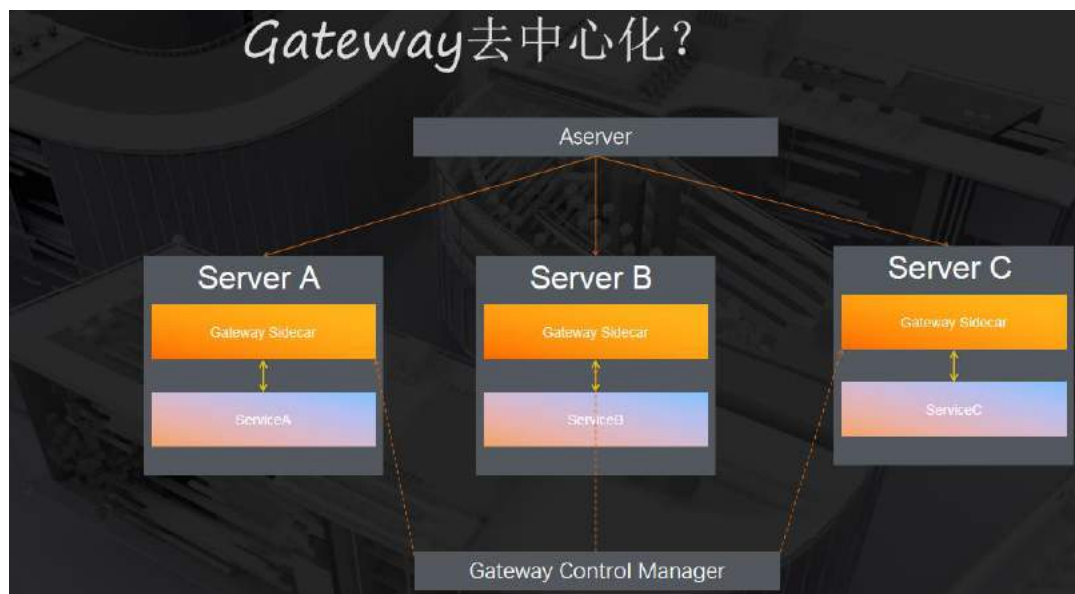 Gateway去中心化?
Aserver
Server A
Gateway Sidecar
ServiceA
Server B
Gateway Sidecar
ServiceB
Server C
Gateway Sidecar
ServiceC
Gateway Control Manager